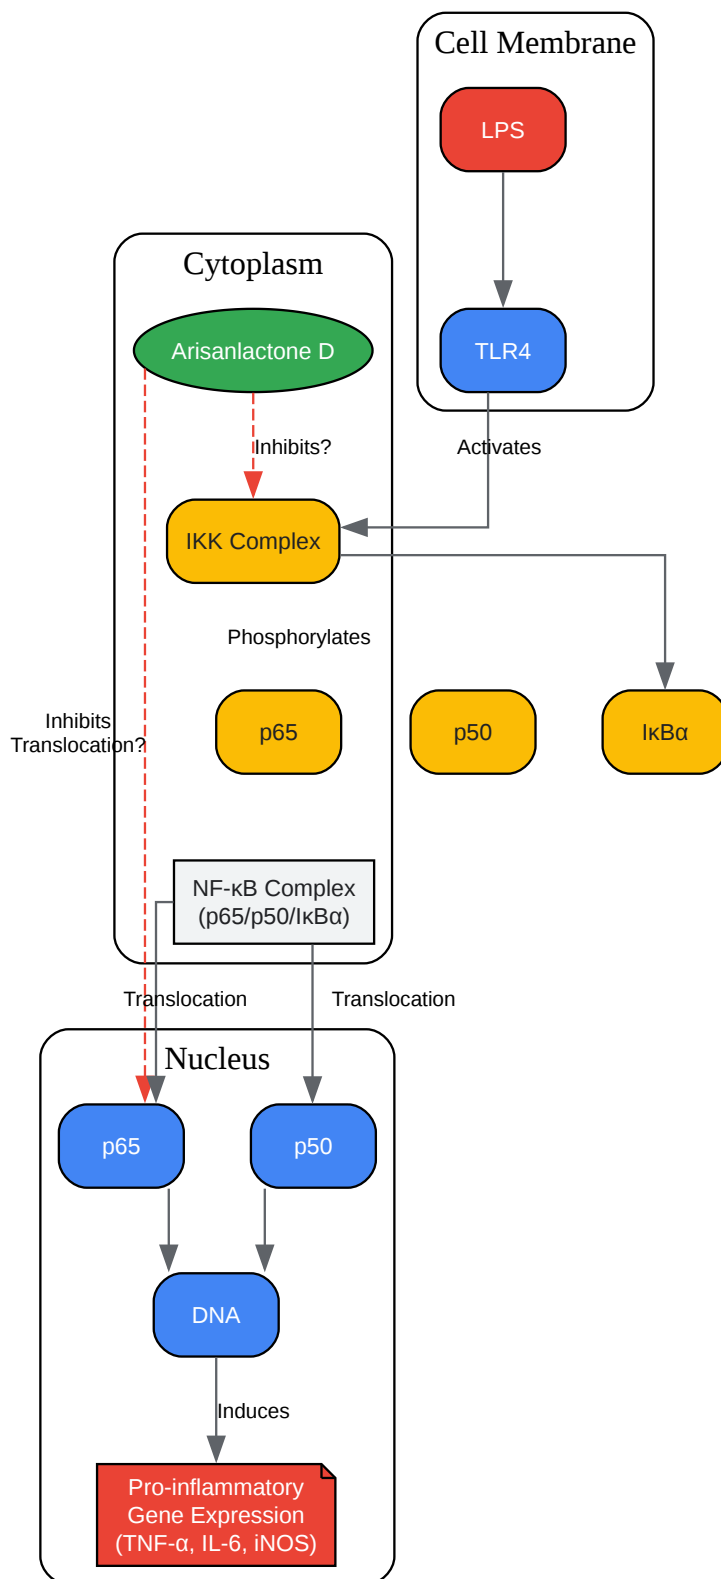 Cell Membrane
LPS
Cytoplasm
Arisanlactone D
TLR4
Inhibits?
Activates
IKK Complex
Phosphorylates
Inhibits
Translocation?
p65
p50
IκBα
NF-κB Complex
(p65/p50/IκBα)
Translocation
Translocation
Nucleus
p65
p50
DNA
Induces
Pro-inflammatory
Gene Expression
(TNF-α, IL-6, iNOS)